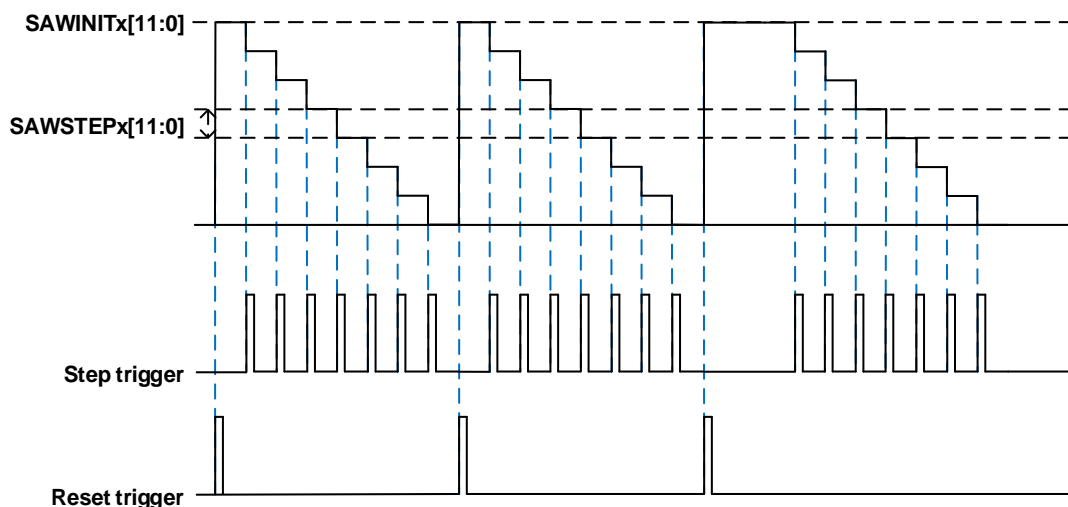 SAWINITx[11:0]
SAWSTEPx[11:0]
Step trigger
Reset trigger